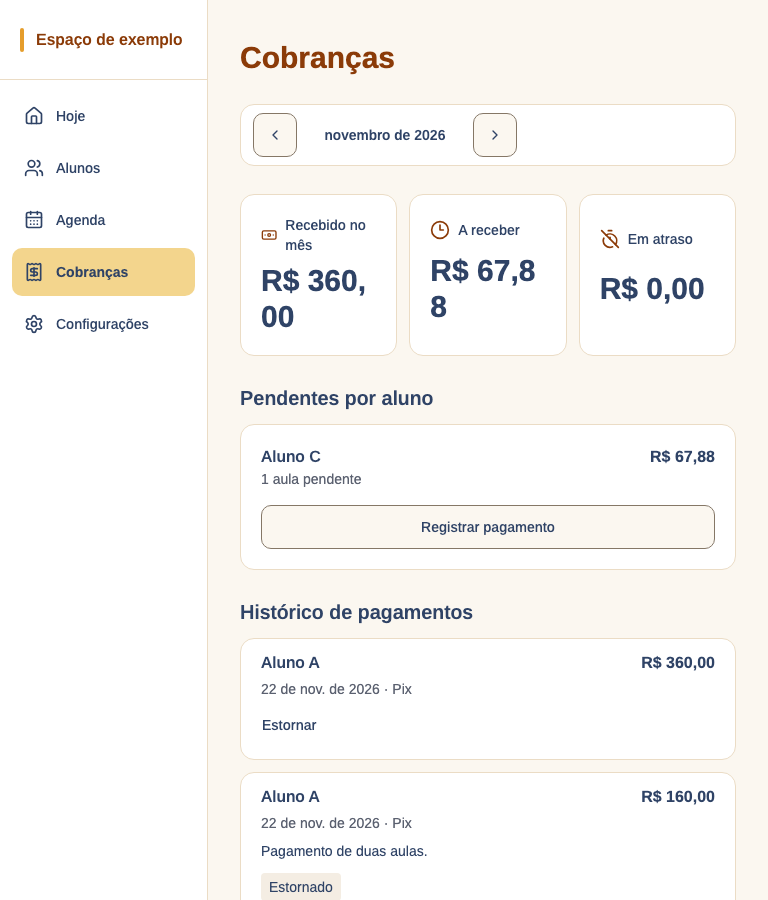 Espaço de exemplo
Hoje
Alunos
Agenda
Cobranças
Configurações
Cobranças
novembro de 2026
Recebido no
mês
R$ 360,
00
A receber
R$ 67,8
8
Em atraso
R$ 0,00
Pendentes por aluno
Aluno C
R$ 67,88
1 aula pendente
Registrar pagamento
Histórico de pagamentos
Aluno A
R$ 360,00
22 de nov. de 2026 · Pix
Estornar
Aluno A
R$ 160,00
22 de nov. de 2026 · Pix
Pagamento de duas aulas.
Estornado